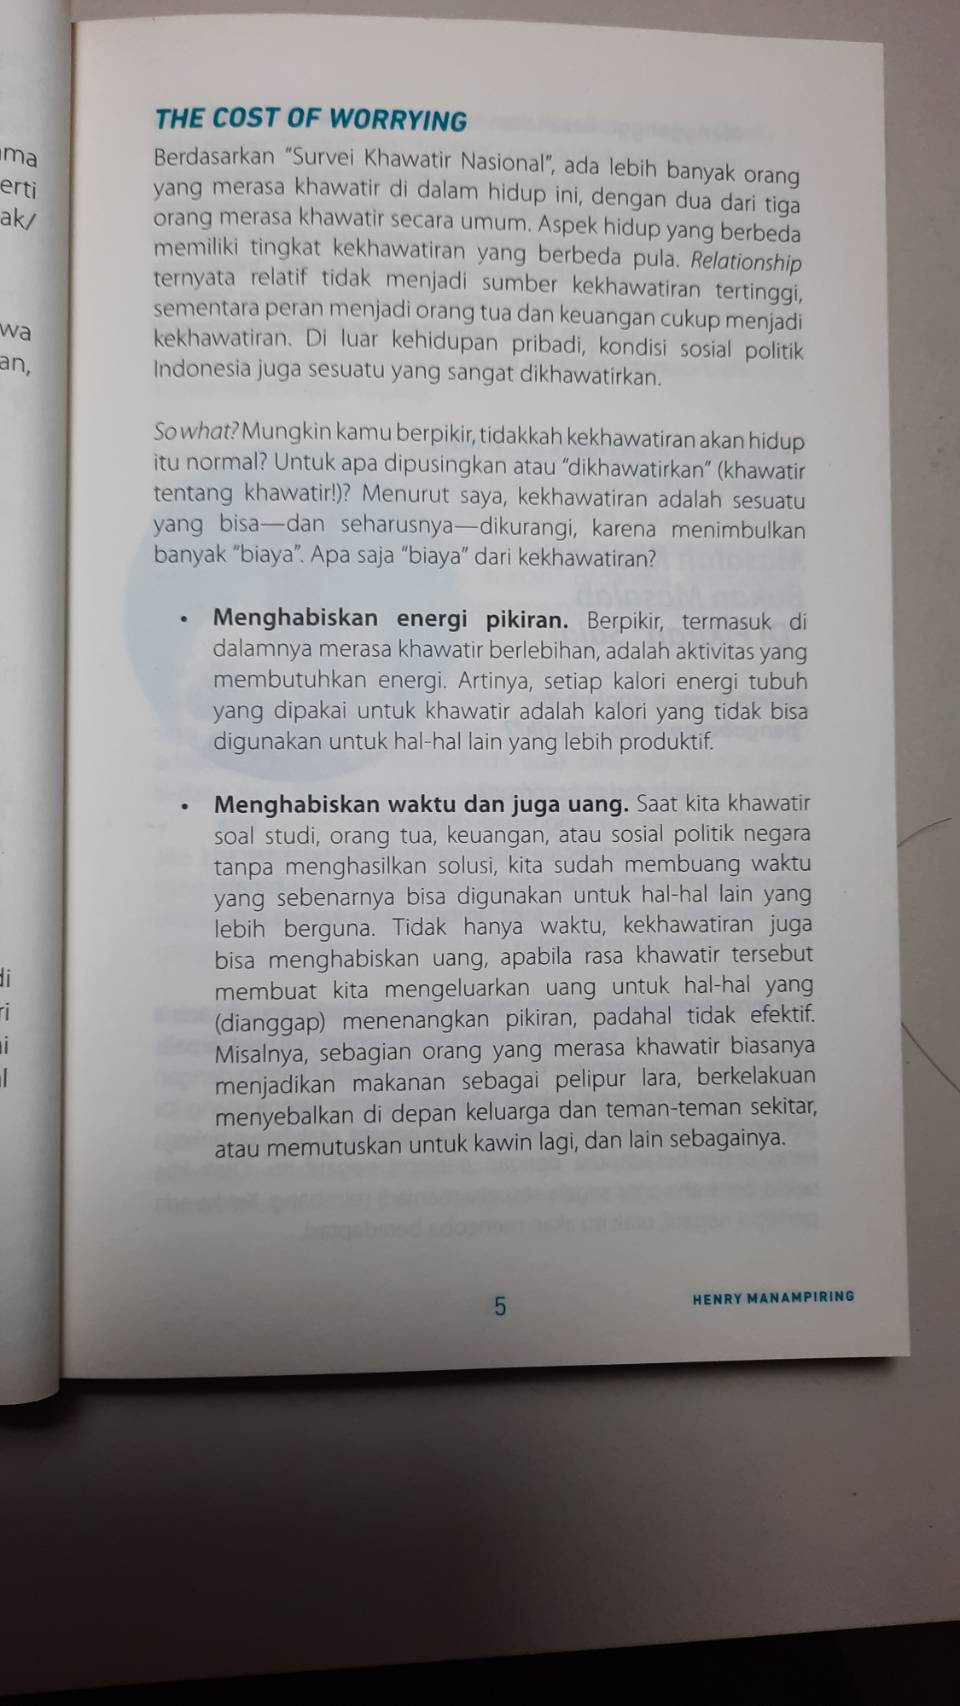 THE COST OF WORRYING
Berdasarkan “Survei Khawatir Nasional”, ada lebih banyak orang
yang merasa khawatir di dalam hidup ini, dengan dua dari tiga
orang merasa khawatir secara umum. Aspek hidup yang berbeda
memiliki tingkat kekhawatiran yang berbeda pula. Relationship
ternyata relatif tidak menjadi sumber kekhawatiran tertinggi,
sementara peran menjadi orang tua dan keuangan cukup menjadi
kekhawatiran. Di luar kehidupan pribadi, kondisi sosial politik
Indonesia juga sesuatu yang sangat dikhawatirkan.
So what? Mungkin kamu berpikir, tidakkah kekhawatiran akan hidup
itu normal? Untuk apa dipusingkan atau “dikhawatirkan” (khawatir
tentang khawatir!)? Menurut saya, kekhawatiran adalah sesuatu
yang bisa—dan seharusnya—dikurangi, karena menimbulkan
banyak “biaya”. Apa saja “biaya” dari kekhawatiran?
• Menghabiskan energi pikiran. Berpikir, termasuk di
dalamnya merasa khawatir berlebihan, adalah aktivitas yang
membutuhkan energi. Artinya, setiap kalori energi tubuh
yang dipakai untuk khawatir adalah kalori yang tidak bisa
digunakan untuk hal-hal lain yang lebih produktif.
• Menghabiskan waktu dan juga uang. Saat kita khawatir
soal studi, orang tua, keuangan, atau sosial politik negara
tanpa menghasilkan solusi, kita sudah membuang waktu
yang sebenarnya bisa digunakan untuk hal-hal lain yang
lebih berguna. Tidak hanya waktu, kekhawatiran juga
bisa menghabiskan uang, apabila rasa khawatir tersebut
membuat kita mengeluarkan uang untuk hal-hal yang
(dianggap) menenangkan pikiran, padahal tidak efektif.
Misalnya, sebagian orang yang merasa khawatir biasanya
menjadikan makanan sebagai pelipur lara, berkelakuan
menyebalkan di depan keluarga dan teman-teman sekitar,
atau memutuskan untuk kawin lagi, dan lain sebagainya.
5
HENRY MANAMPIRING